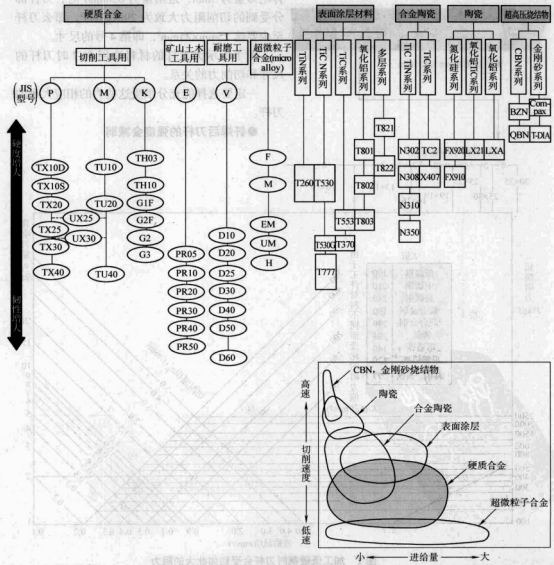 硬质合金
表面涂层材料
合金陶瓷
陶瓷
超高压烧结物
切削工具用
矿山土木工具用
耐磨工具用
超微粒子合金(micro alloy)
TiN系列
TiC N系列
TiC系列
氧化铝系列
多层系列
TiC TiN系列
TiC系列
氮化硅系列
氧化铝TiC系列
氧化铝系列
CBN系列
金刚砂系列
JIS型号
P
M
K
E
V
硬度增大
韧性增大
TX10D
TX10S
TX20
TX25
TX30
TX40
UX25
UX30
TU10
TU20
TU40
TH03
TH10
G1F
G2F
G2
G3
PR05
PR10
PR20
PR30
PR40
PR50
D10
D20
D25
D30
D40
D50
D60
F
M
EM
UM
H
T260
T530
T530G
T777
T553
T370
T801
T802
T803
T821
T822
N302
N308
N310
N350
TC2
X407
FX920
FX910
LX21
LXA
BZN
QBN
Com-pax
T-DIA
CBN，金刚砂烧结物
陶瓷
合金陶瓷
表面涂层
硬质合金
超微粒子合金
高速
切削速度
低速
小
进给量
大